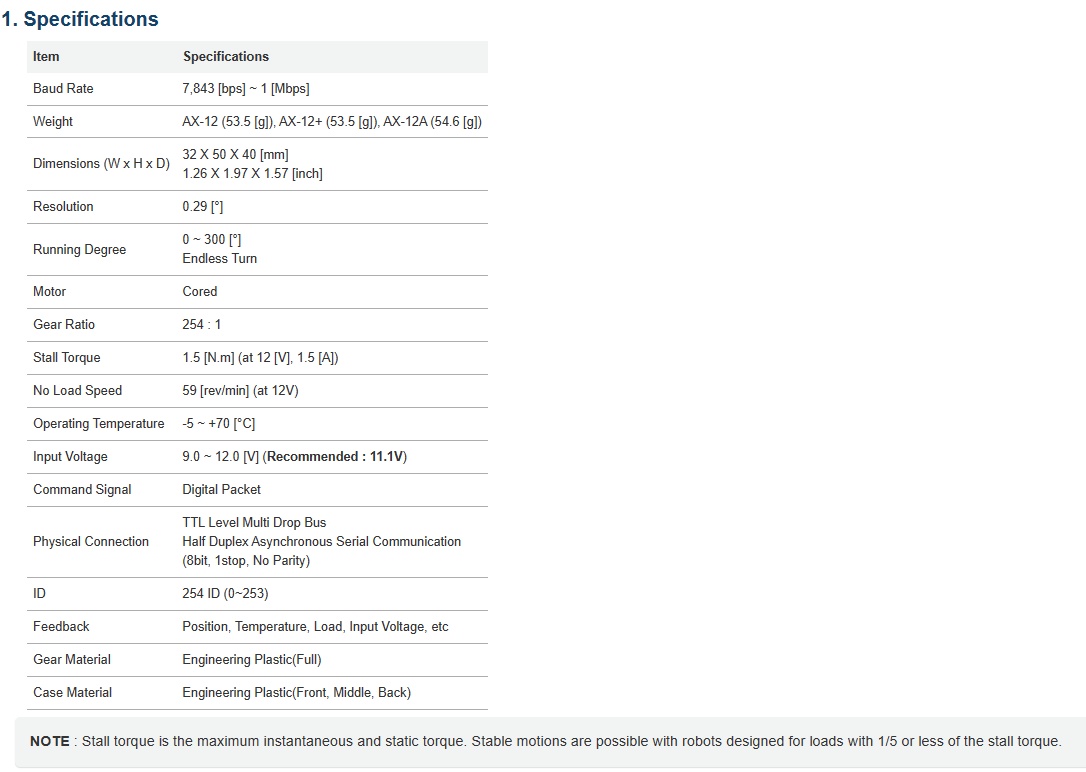 1. Specifications
Item Specifications
Baud Rate 7,843 [bps] ~ 1 [Mbps]
Weight AX-12 (53.5 [g]), AX-12+ (53.5 [g]), AX-12A (54.6 [g])
Dimensions (W x H x D) 32 X 50 X 40 [mm]
1.26 X 1.97 X 1.57 [inch]
Resolution 0.29 [°]
Running Degree 0 ~ 300 [°]
Endless Turn
Motor Cored
Gear Ratio 254 : 1
Stall Torque 1.5 [N.m] (at 12 [V], 1.5 [A])
No Load Speed 59 [rev/min] (at 12V)
Operating Temperature -5 ~ +70 [°C]
Input Voltage 9.0 ~ 12.0 [V] (Recommended : 11.1V)
Command Signal Digital Packet
Physical Connection TTL Level Multi Drop Bus
Half Duplex Asynchronous Serial Communication
(8bit, 1stop, No Parity)
ID 254 ID (0~253)
Feedback Position, Temperature, Load, Input Voltage, etc
Gear Material Engineering Plastic(Full)
Case Material Engineering Plastic(Front, Middle, Back)
NOTE : Stall torque is the maximum instantaneous and static torque. Stable motions are possible with robots designed for loads with 1/5 or less of the stall torque.